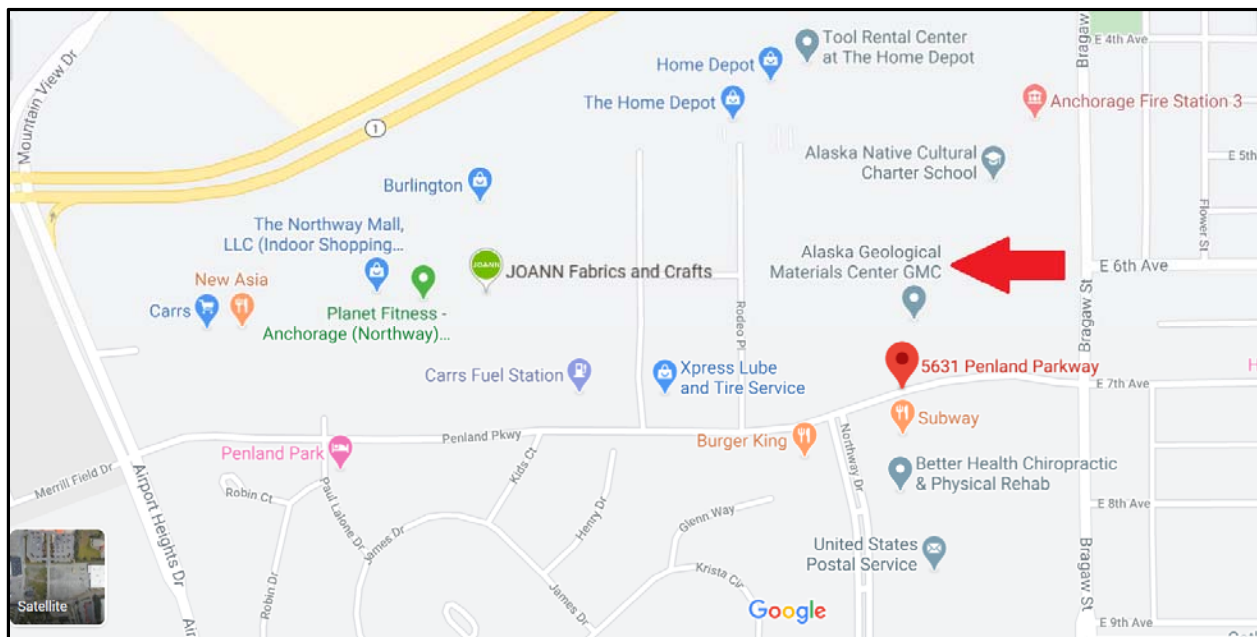 Mountain View Dr
1
Home Depot
Tool Rental Center
at The Home Depot
The Home Depot
Bragaw
E 4th Ave
Anchorage Fire Station 3
Alaska Native Cultural
Charter School
E 5th
Flower St
Burlington
The Northway Mall,
LLC (Indoor Shopping...
JOANN
JOANN Fabrics and Crafts
Alaska Geological
Materials Center GMC
E 6th Ave
New Asia
Carrs
Planet Fitness -
Anchorage (Northway)...
Rodeo Pl
Bragaw St
Carrs Fuel Station
Xpress Lube
and Tire Service
5631 Penland Parkway
E 7th Ave
H
Subway
Burger King
Penland Pkwy
Penland Park
Merrill Field Dr
Airport Heights Dr
Robin Ct
Paul Lalone Dr
Kids Ct
Henry Dr
Northway Dr
Better Health Chiropractic
& Physical Rehab
E 8th Ave
Glenn Way
James Dr
United States
Postal Service
Bragaw St
Krista Cir
James Dr
Robin Dr
Satellite
Google
Air
E 9th Ave